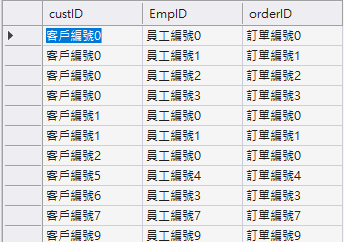 custID EmpID orderID
客戶編號0 員工編號0 訂單編號0
客戶編號0 員工編號1 訂單編號1
客戶編號0 員工編號2 訂單編號2
客戶編號0 員工編號3 訂單編號3
客戶編號1 員工編號0 訂單編號0
客戶編號1 員工編號1 訂單編號1
客戶編號2 員工編號0 訂單編號0
客戶編號5 員工編號4 訂單編號4
客戶編號6 員工編號3 訂單編號3
客戶編號7 員工編號7 訂單編號7
客戶編號9 員工編號9 訂單編號9